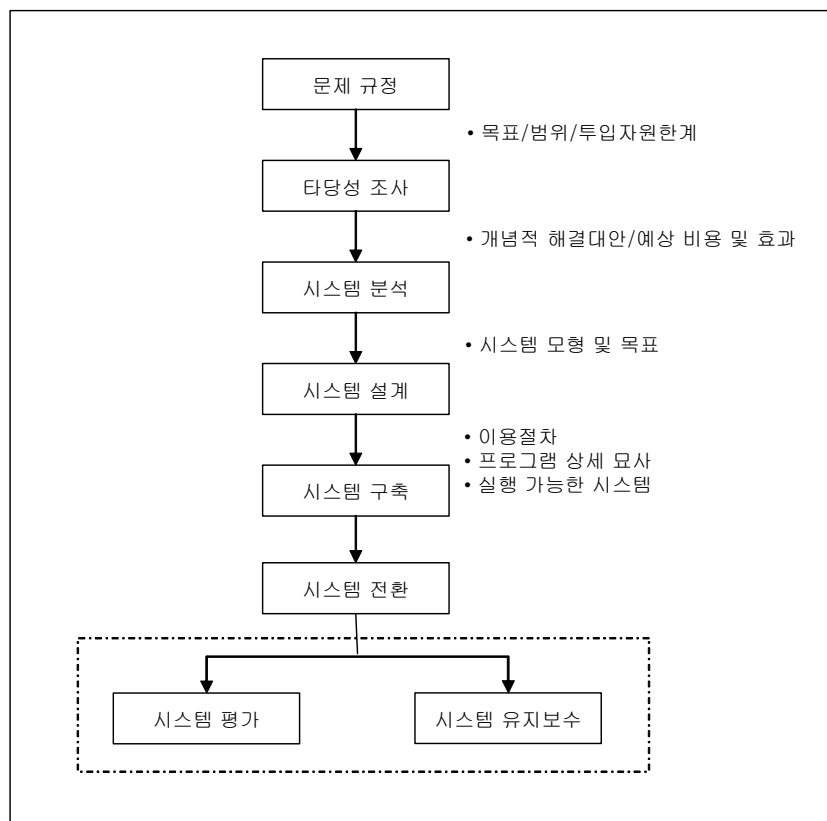 문제 규정
• 목표/범위/투입자원한계
타당성 조사
• 개념적 해결대안/예상 비용 및 효과
시스템 분석
• 시스템 모형 및 목표
시스템 설계
• 이용절차
• 프로그램 상세 묘사
• 실행 가능한 시스템
시스템 구축
시스템 전환
시스템 평가
시스템 유지보수